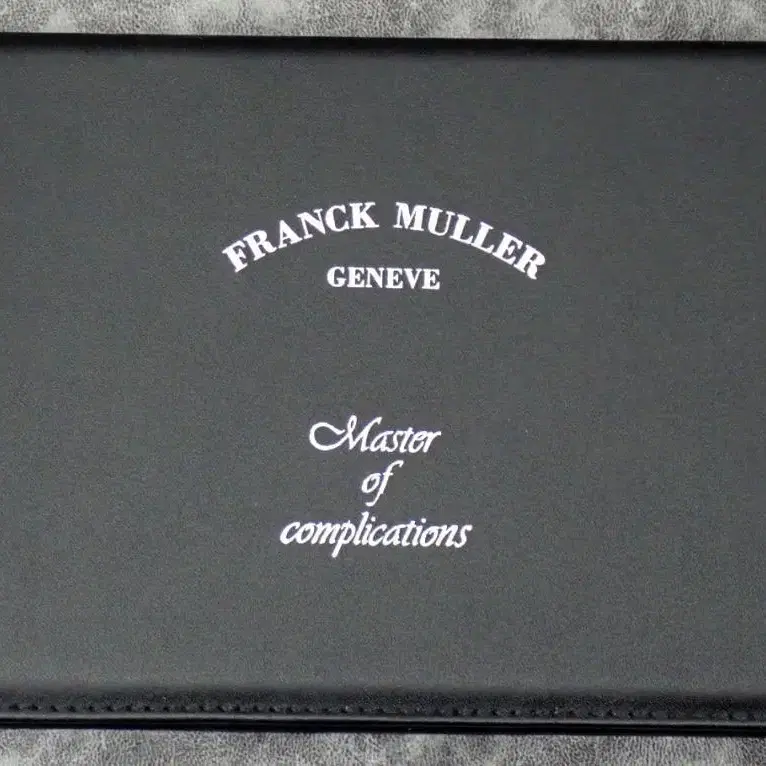 FRANCK MULLER
GENEVE
Master
of
complications